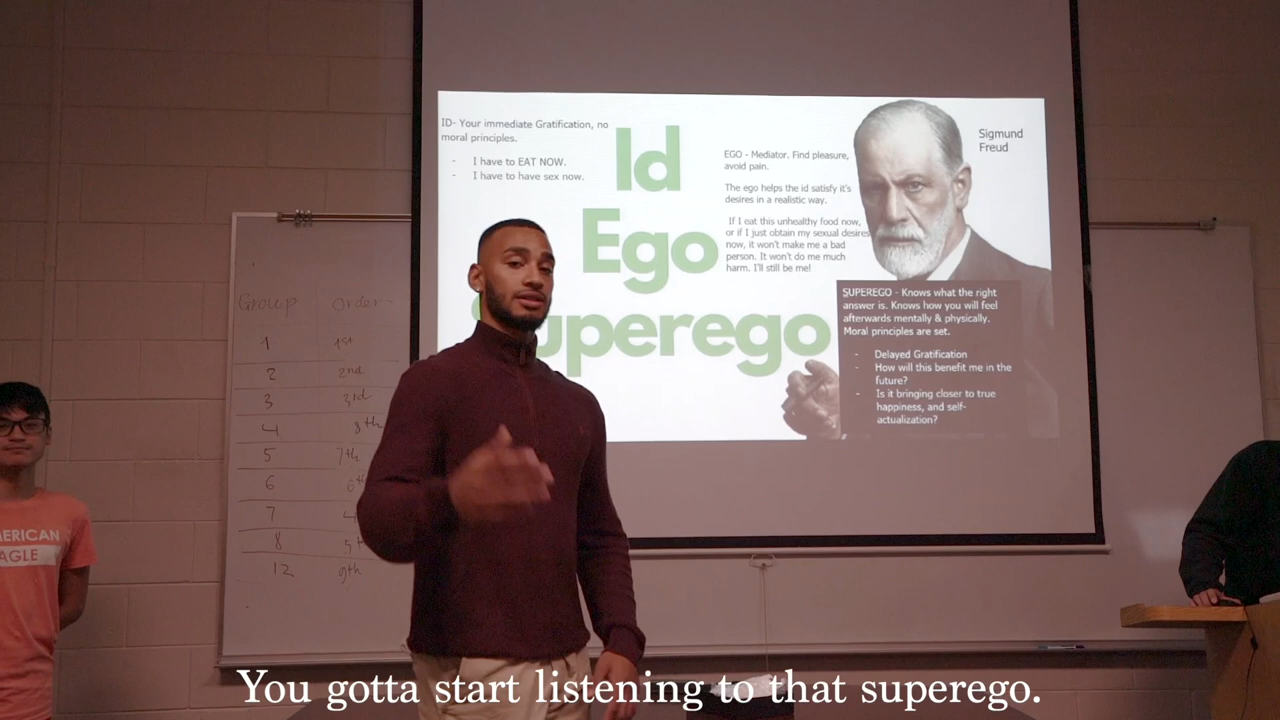 ID- Your immediate Gratification, no
moral principles.
- I have to EAT NOW.
- I have to have sex now.
Id
Ego
Superego
EGO - Mediator. Find pleasure,
avoid pain.
The ego helps the id satisfy it's
desires in a realistic way.
If I eat this unhealthy food now,
or if I just obtain my sexual desires
now, it won't make me a bad
person. It won't do me much
harm. I'll still be me!
Sigmund
Freud
SUPEREGO - Knows what the right
answer is. Knows how you will feel
afterwards mentally & physically.
Moral principles are set.
- Delayed Gratification
- How will this benefit me in the
future?
- Is it bringing closer to true
happiness, and self-
actualization?
Group Order
1 1st
2 2nd
3 3rd
4 8th
5 7th
6 6th
7 4
8 5t
12 9th
ERICAN
AGLE
You gotta start listening to that superego.